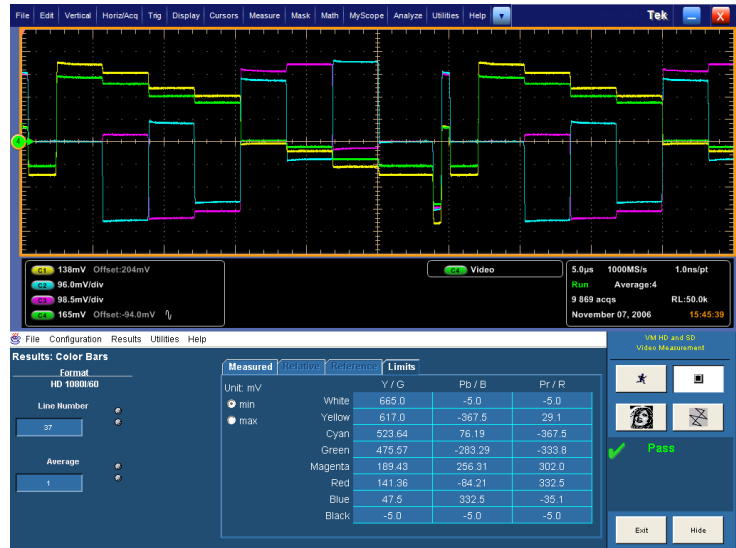 File Edit Vertical Horiz/Acq Trig Display Cursors Measure Mask Math MyScope Analyze Utilities Help Tek X
4
C1 138mV Offset:204mV
C2 96.0mV/div
C3 98.5mV/div
C4 165mV Offset:-94.0mV
C4 Video
5.0µs 1000MS/s 1.0ns/pt
Run Average:4
9 869 acqs RL:50.0k
November 07, 2006 15:45:39
File Configuration Results Utilities Help
Results: Color Bars
Format
HD 1080I/60
Line Number
37
Average
1
Measured Relative Reference Limits
Unit: mV
min
max
Y / G Pb / B Pr / R
White 665.0 -5.0 -5.0
Yellow 617.0 -367.5 29.1
Cyan 523.64 76.19 -367.5
Green 475.57 -283.29 -333.8
Magenta 189.43 256.31 302.0
Red 141.36 -84.21 332.5
Blue 47.5 332.5 -35.1
Black -5.0 -5.0 -5.0
VM HD and SD
Video Measurement
Pass
Exit Hide